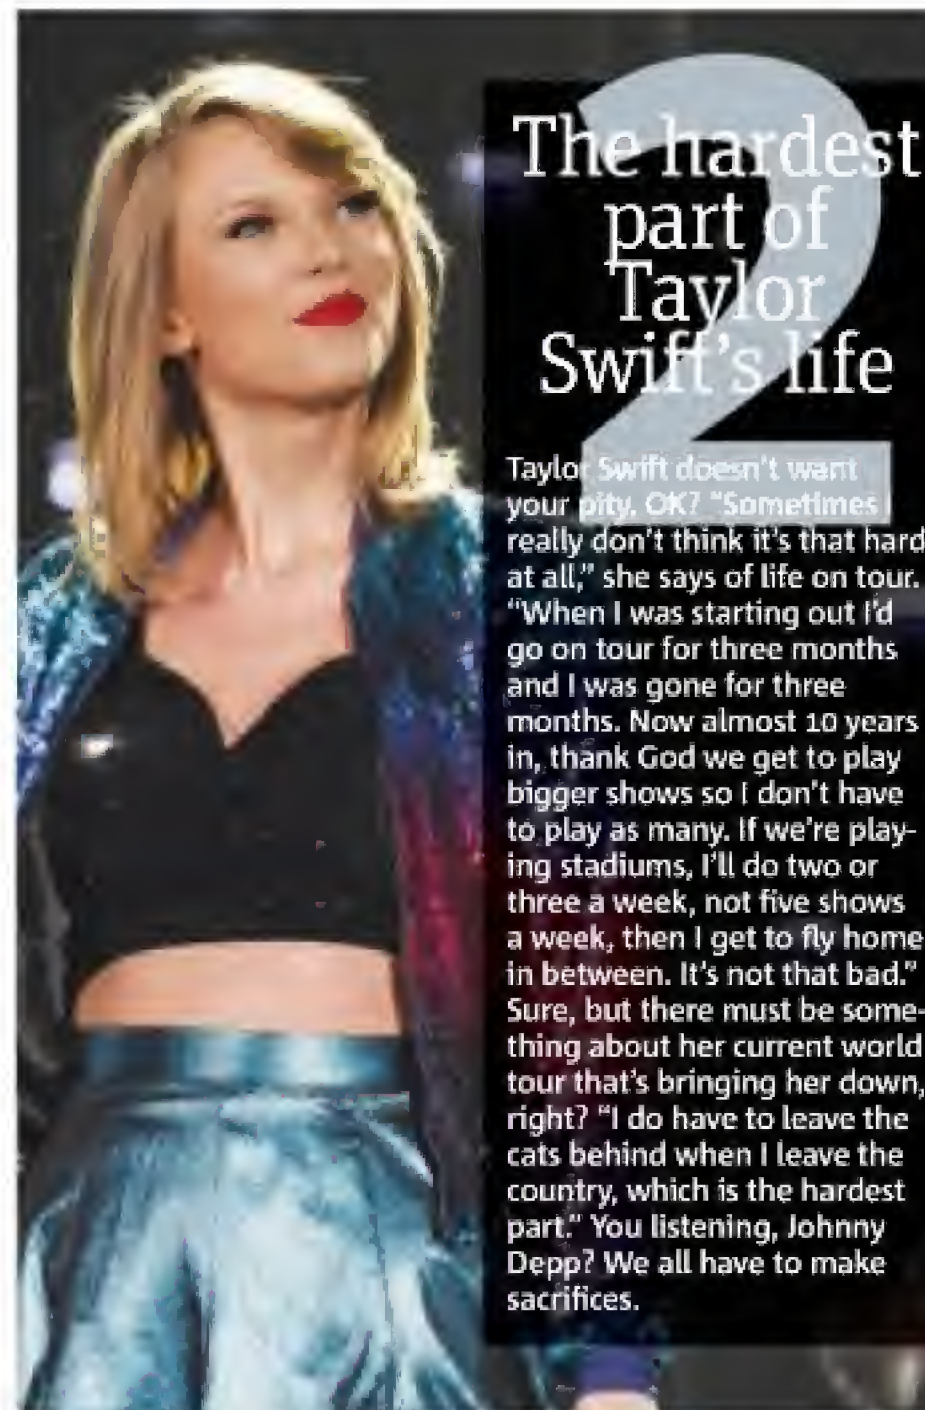 2
The hardest
part of
Taylor
Swift's life
Taylor Swift doesn't want
your pity. OK? "Sometimes I
really don't think it's that hard
at all," she says of life on tour.
"When I was starting out I'd
go on tour for three months
and I was gone for three
months. Now almost 10 years
in, thank God we get to play
bigger shows so I don't have
to play as many. If we're play-
ing stadiums, I'll do two or
three a week, not five shows
a week, then I get to fly home
in between. It's not that bad."
Sure, but there must be some-
thing about her current world
tour that's bringing her down,
right? "I do have to leave the
cats behind when I leave the
country, which is the hardest
part." You listening, Johnny
Depp? We all have to make
sacrifices.